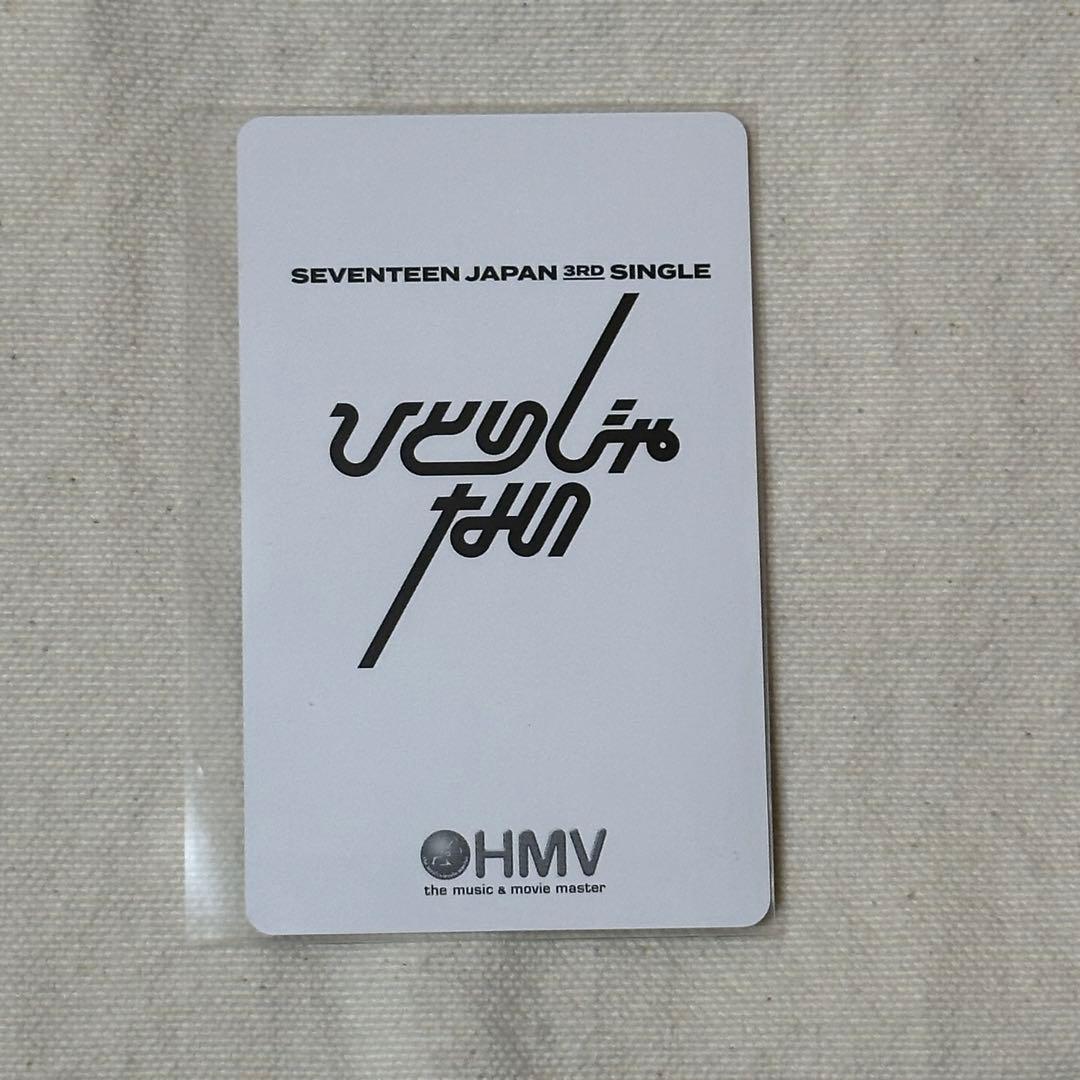 SEVENTEEN JAPAN 3RD SINGLE
ひとりじゃ
ない
HMV
the music & movie master